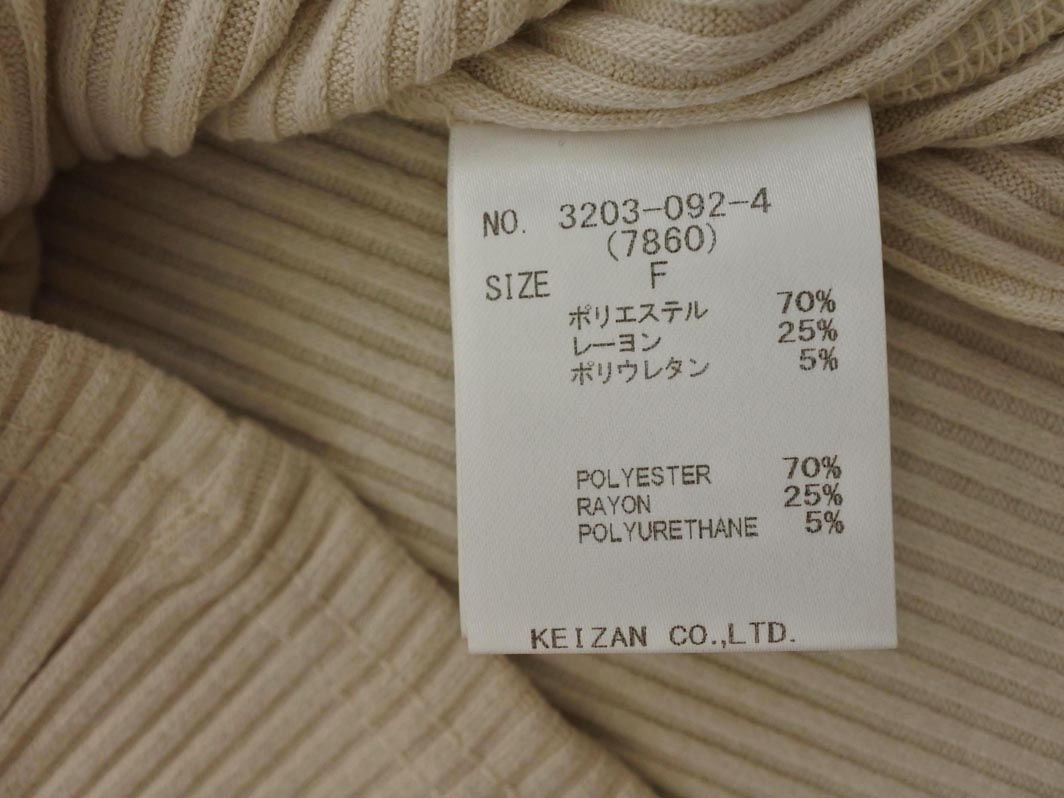 NO. 3203-092-4
(7860)
SIZE F
ポリエステル 70%
レーヨン 25%
ポリウレタン 5%
POLYESTER 70%
RAYON 25%
POLYURETHANE 5%
KEIZAN CO.,LTD.